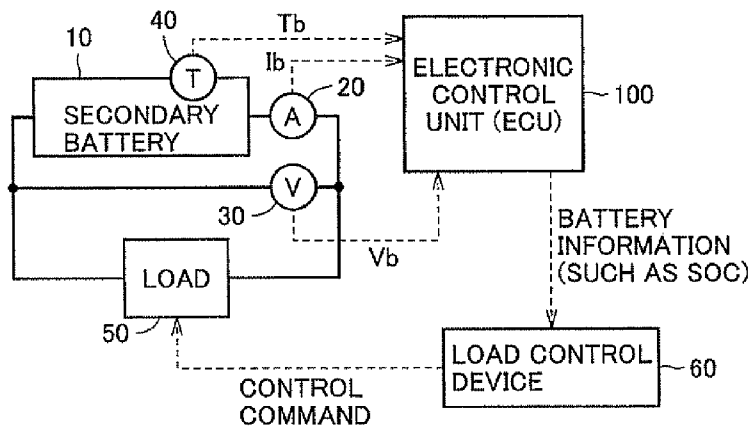 40
Tb
10
Ib
T
20
ELECTRONIC
CONTROL
UNIT (ECU)
100
SECONDARY
BATTERY
A
V
30
Vb
BATTERY
INFORMATION
(SUCH AS SOC)
LOAD
50
LOAD CONTROL
DEVICE
60
CONTROL
COMMAND